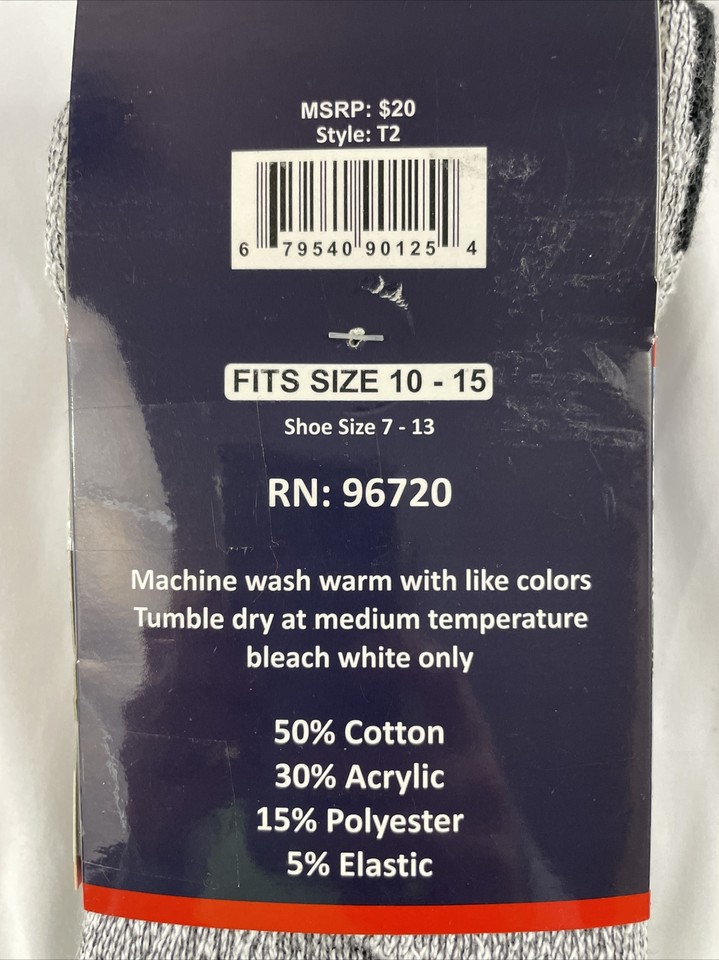 MSRP: $20
Style: T2
6 79540 90125 4
FITS SIZE 10 - 15
Shoe Size 7 - 13
RN: 96720
Machine wash warm with like colors
Tumble dry at medium temperature
bleach white only
50% Cotton
30% Acrylic
15% Polyester
5% Elastic